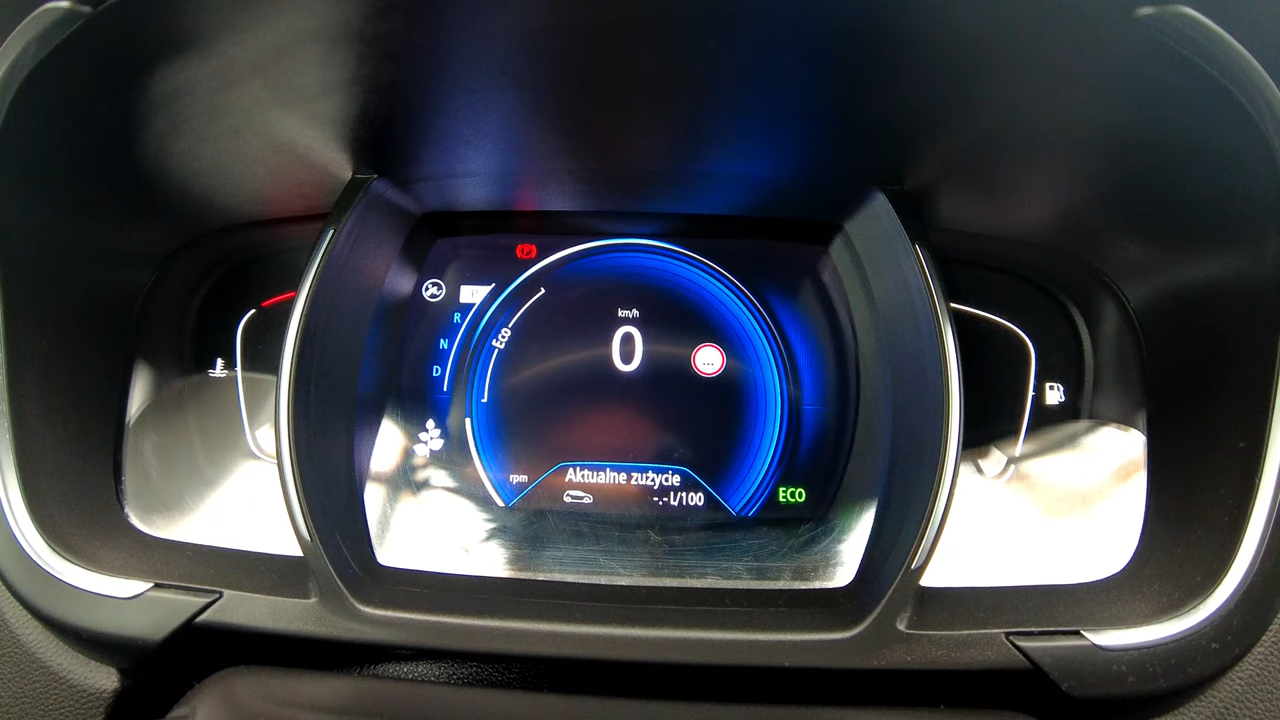 P
R
N
D
Eco
km/h
0
...
rpm
Aktualne zużycie
-.- l/100
ECO